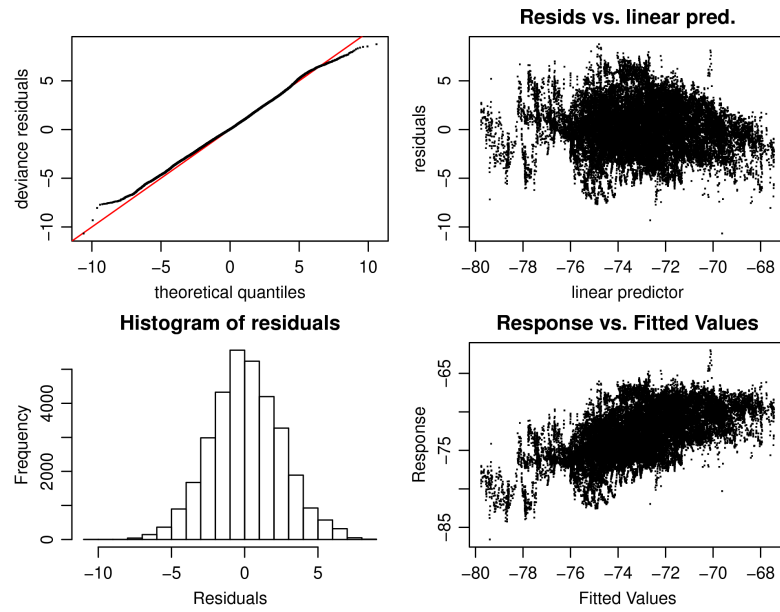 deviance residuals
5
0
−5
−10
−10 −5 0 5 10
theoretical quantiles
Resids vs. linear pred.
residuals
5
0
−5
−10
−80 −78 −76 −74 −72 −70 −68
linear predictor
Histogram of residuals
Frequency
4000
2000
0
−10 −5 0 5
Residuals
Response vs. Fitted Values
Response
−65
−75
−85
−80 −78 −76 −74 −72 −70 −68
Fitted Values